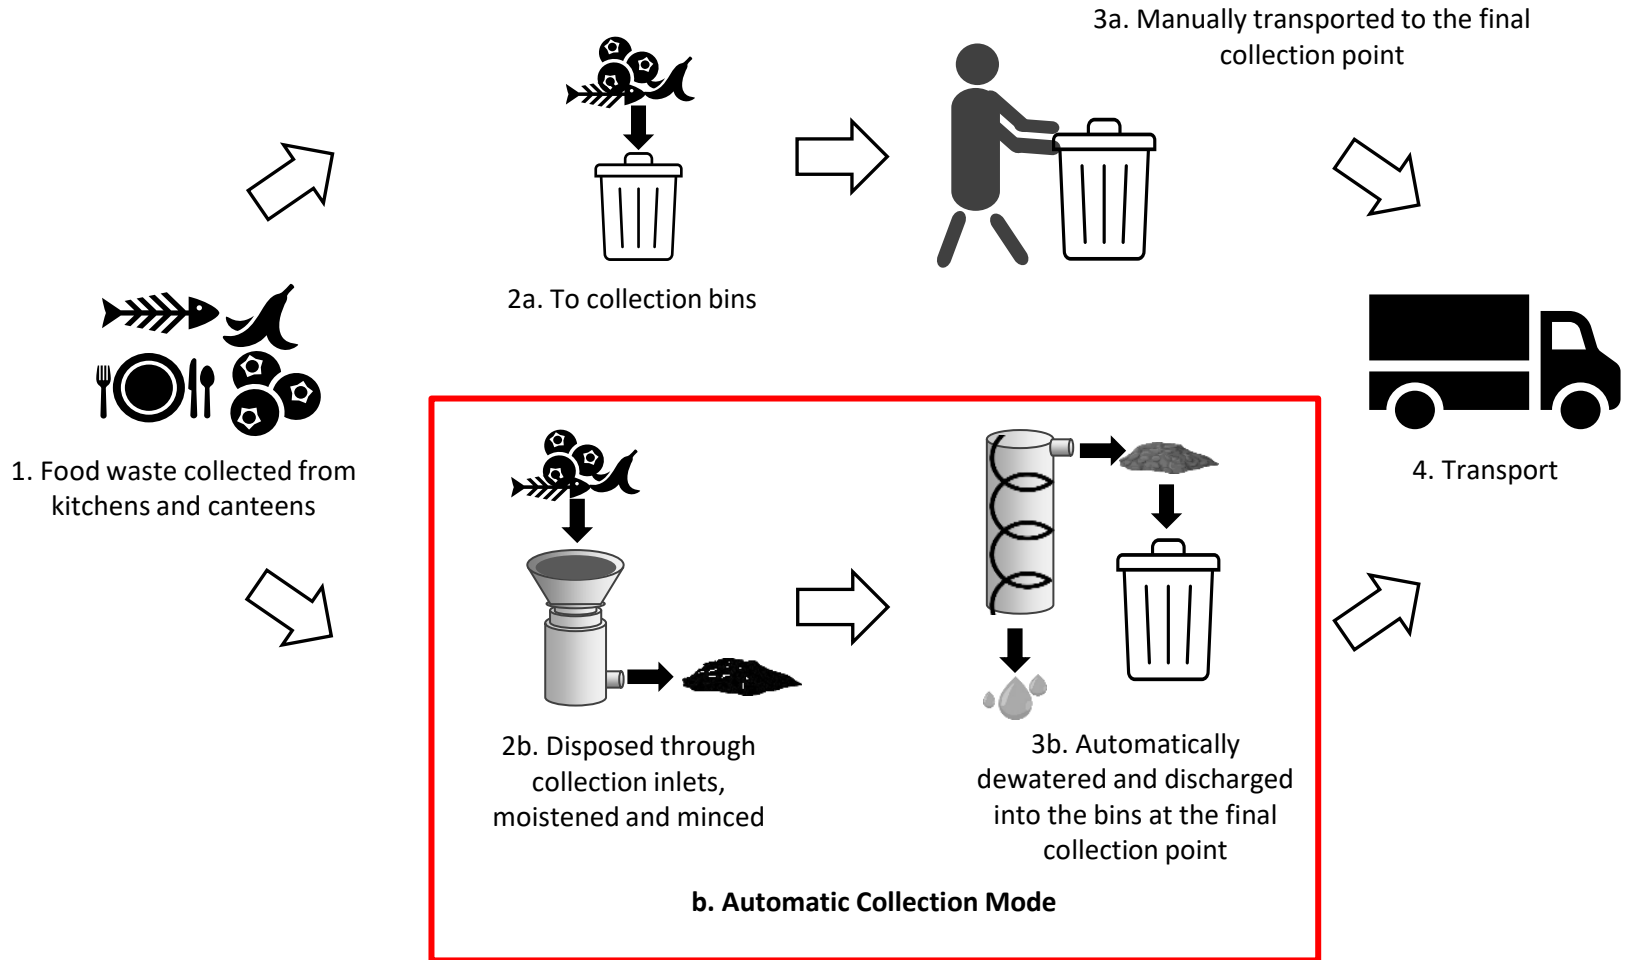 3a. Manually transported to the final
collection point
2a. To collection bins
1. Food waste collected from
kitchens and canteens
4. Transport
2b. Disposed through
collection inlets,
moistened and minced
3b. Automatically
dewatered and discharged
into the bins at the final
collection point
b. Automatic Collection Mode